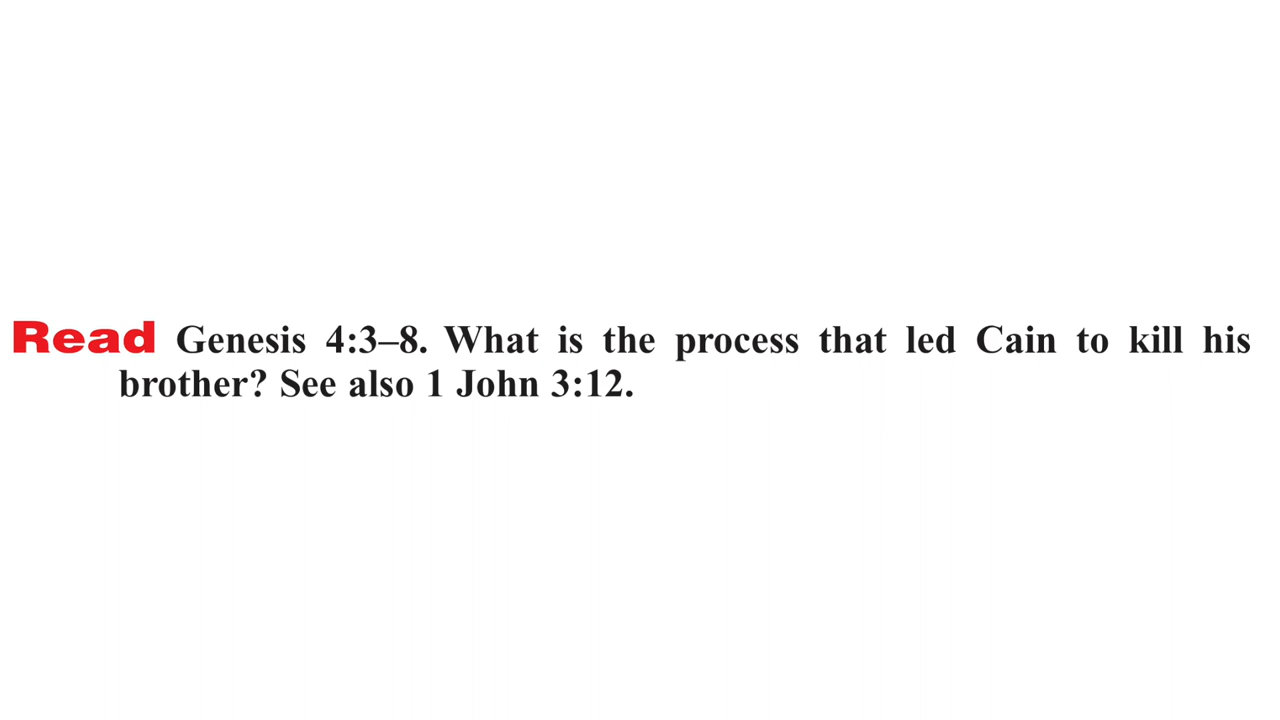 Read Genesis 4:3–8. What is the process that led Cain to kill his
brother? See also 1 John 3:12.